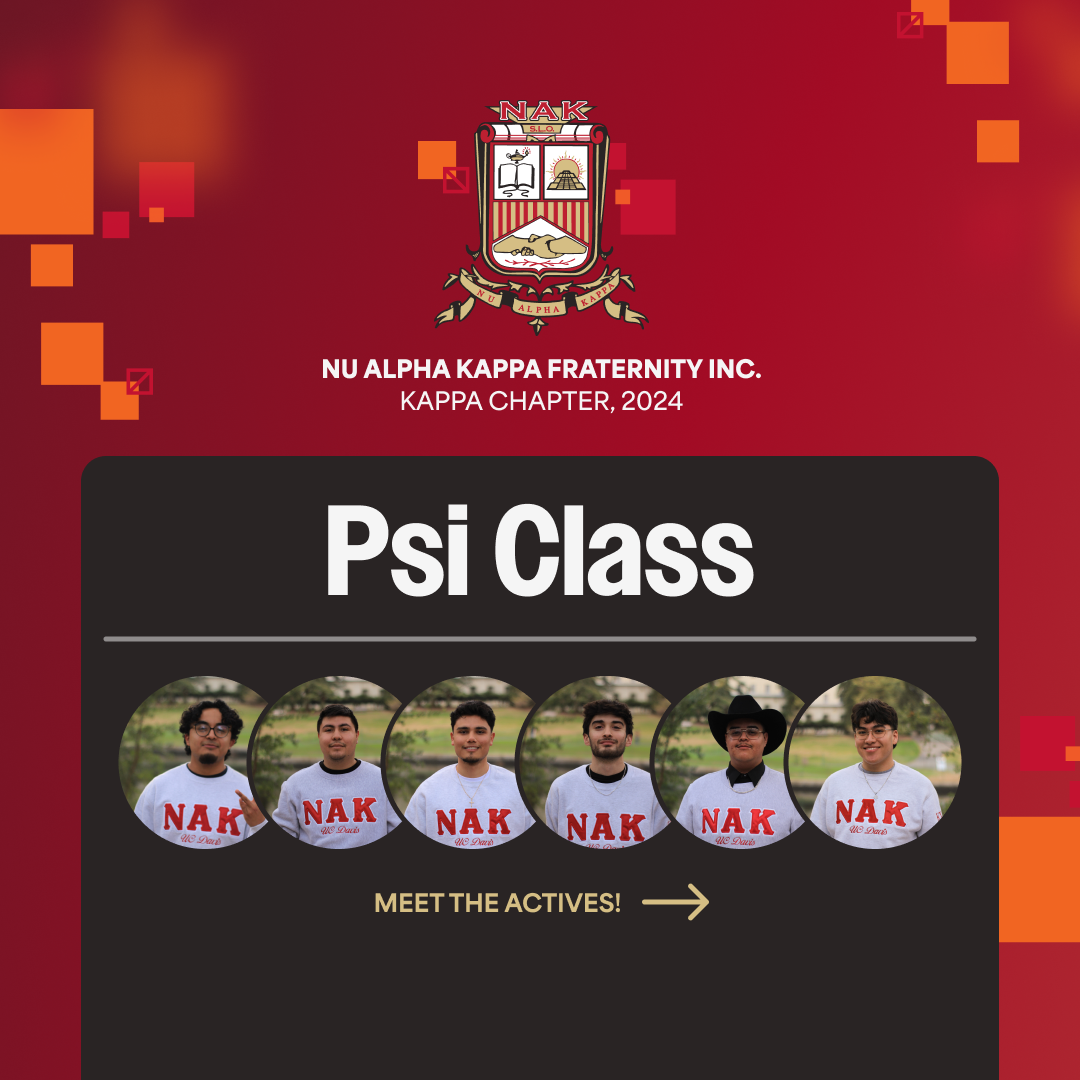 NAK
S.L.O.
NU ALPHA KAPPA
NU ALPHA KAPPA FRATERNITY INC.
KAPPA CHAPTER, 2024
Psi Class
NAK
UC Davis
NAK
UC Davis
NAK
UC Davis
NAK
UC Davis
NAK
UC Davis
NAK
UC Davis
MEET THE ACTIVES!